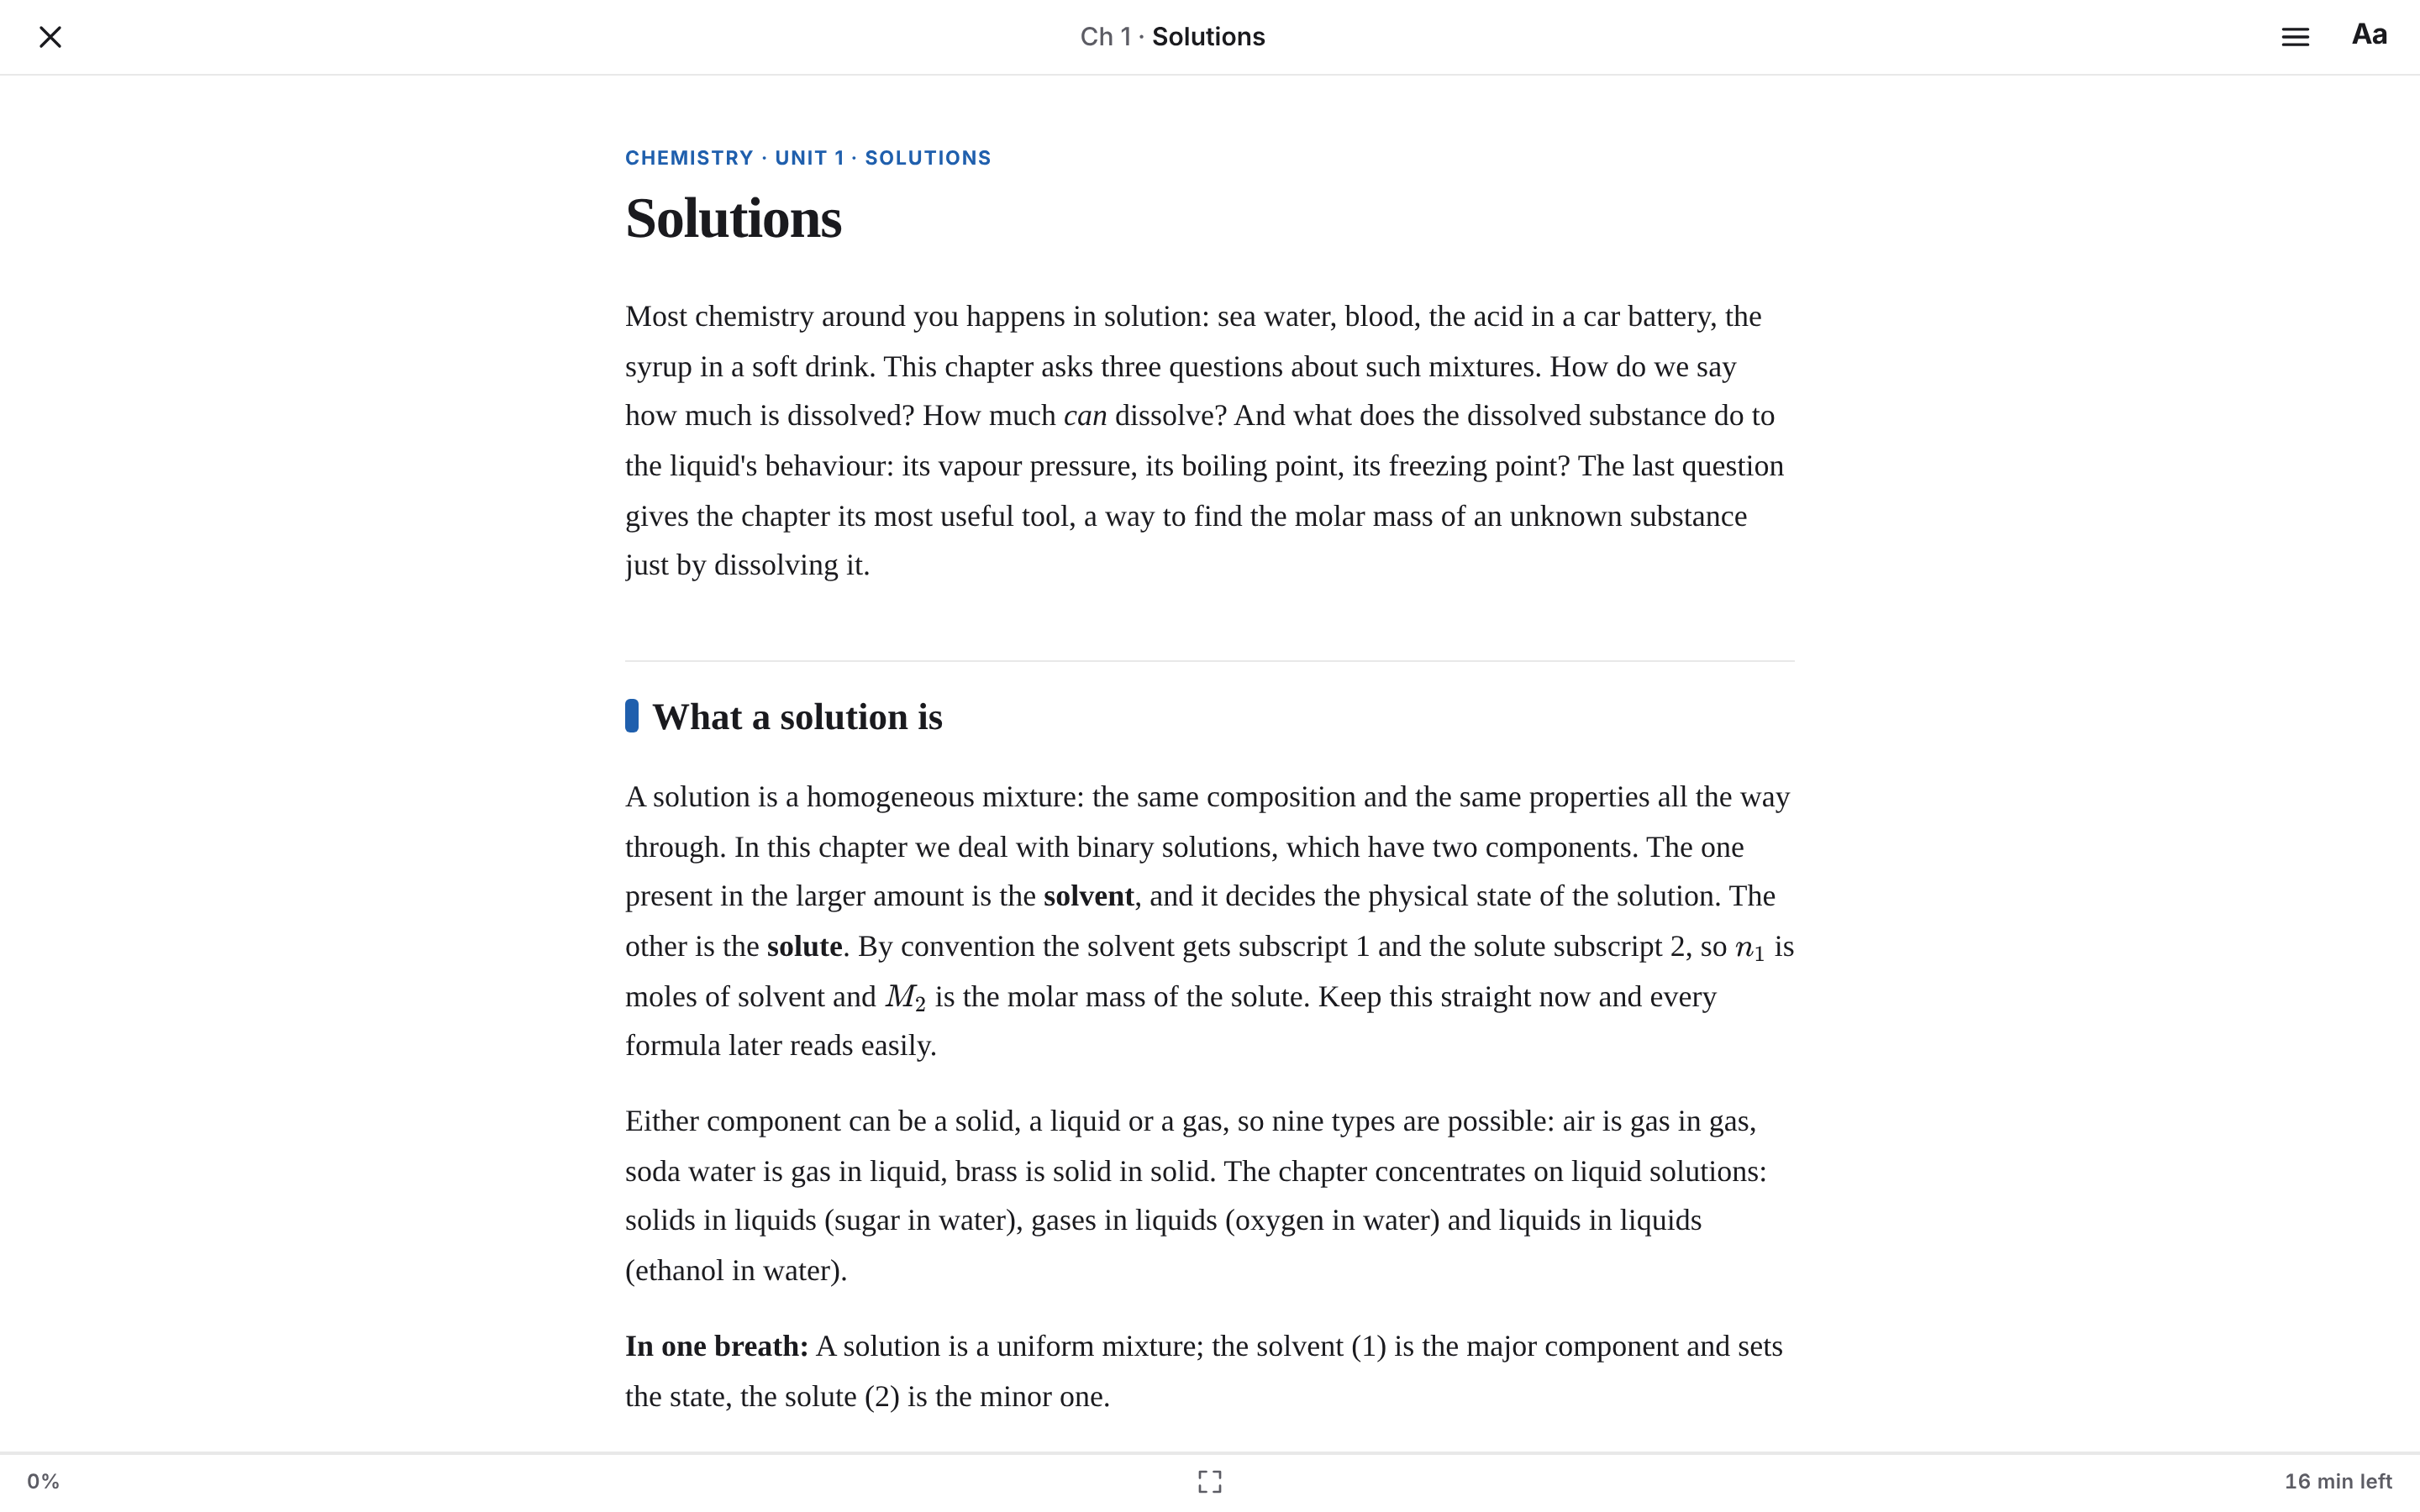 Ch 1 · Solutions
Aa
CHEMISTRY · UNIT 1 · SOLUTIONS
Solutions
Most chemistry around you happens in solution: sea water, blood, the acid in a car battery, the
syrup in a soft drink. This chapter asks three questions about such mixtures. How do we say
how much is dissolved? How much can dissolve? And what does the dissolved substance do to
the liquid's behaviour: its vapour pressure, its boiling point, its freezing point? The last question
gives the chapter its most useful tool, a way to find the molar mass of an unknown substance
just by dissolving it.
What a solution is
A solution is a homogeneous mixture: the same composition and the same properties all the way
through. In this chapter we deal with binary solutions, which have two components. The one
present in the larger amount is the solvent, and it decides the physical state of the solution. The
other is the solute. By convention the solvent gets subscript 1 and the solute subscript 2, so n₁ is
moles of solvent and M₂ is the molar mass of the solute. Keep this straight now and every
formula later reads easily.
Either component can be a solid, a liquid or a gas, so nine types are possible: air is gas in gas,
soda water is gas in liquid, brass is solid in solid. The chapter concentrates on liquid solutions:
solids in liquids (sugar in water), gases in liquids (oxygen in water) and liquids in liquids
(ethanol in water).
In one breath: A solution is a uniform mixture; the solvent (1) is the major component and sets
the state, the solute (2) is the minor one.
0%
16 min left